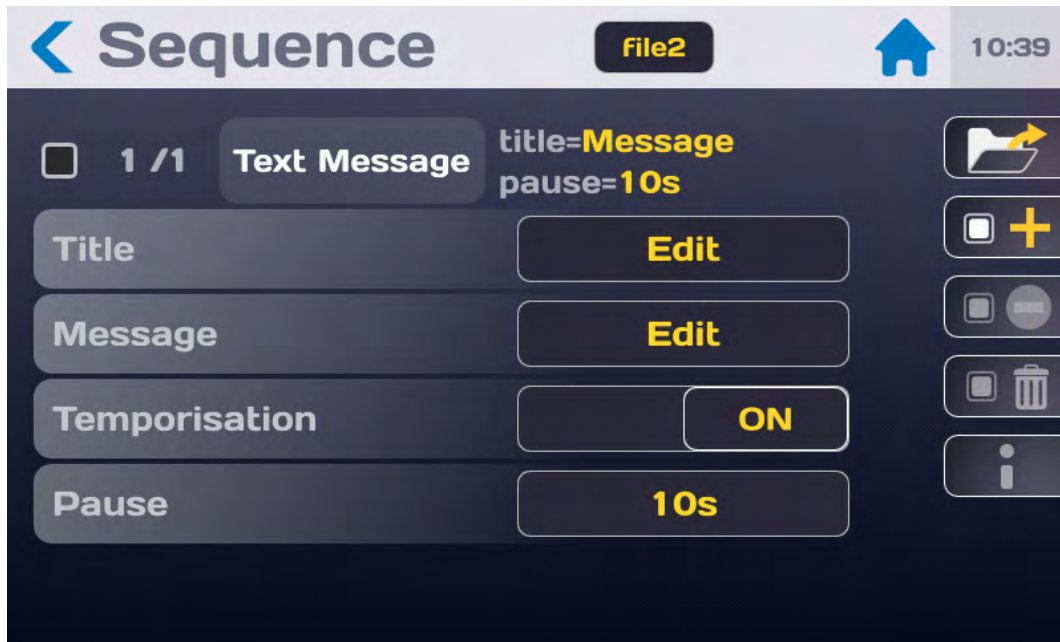 Sequence
File2
10:39
1 /1
Text Message
title=Message
pause=10s
Title
Edit
Message
Edit
Temporisation
ON
Pause
10s